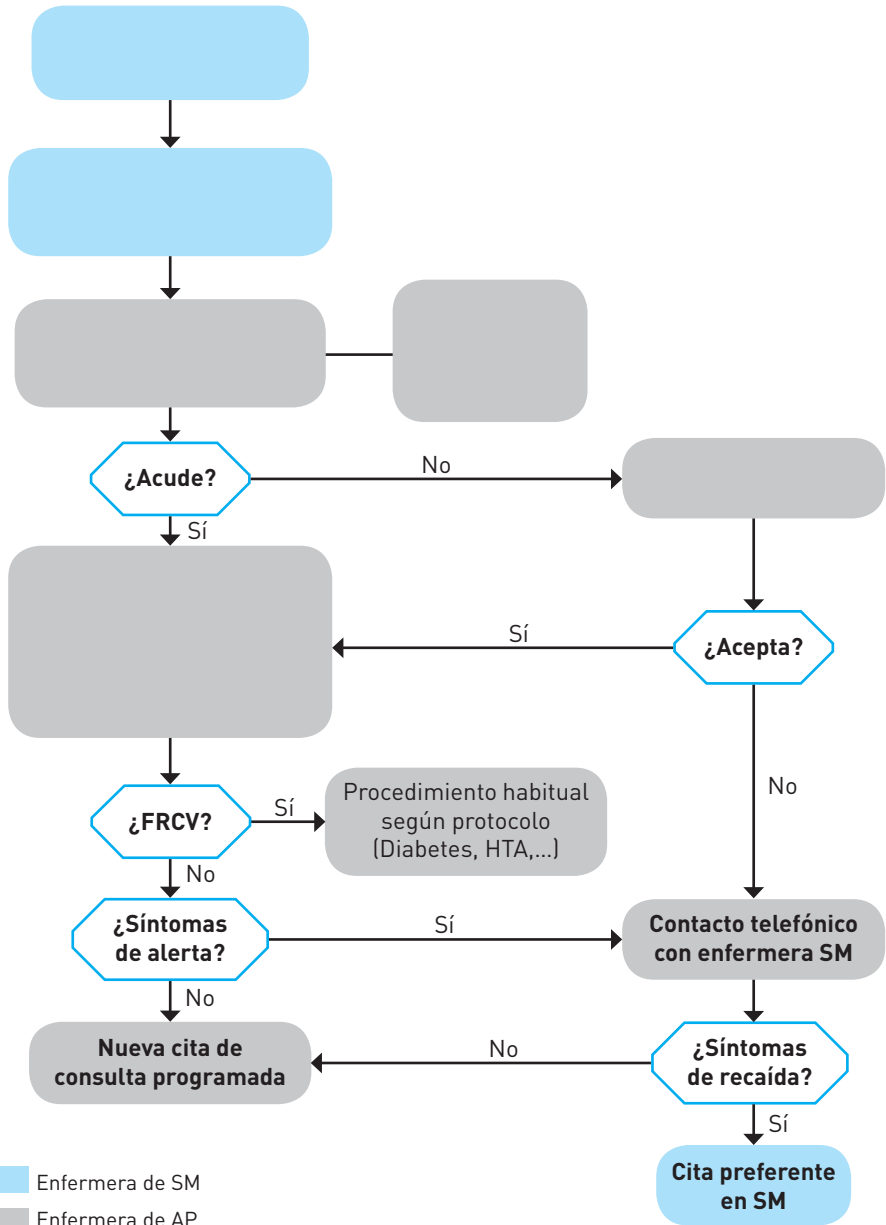 ¿Acude?
No
Sí
Sí
¿Acepta?
No
¿FRCV?
Sí
Procedimiento habitual
según protocolo
(Diabetes, HTA,...)
No
¿Síntomas
de alerta?
Sí
Contacto telefónico
con enfermera SM
No
Nueva cita de
consulta programada
No
¿Síntomas
de recaída?
Sí
Cita preferente
en SM
Enfermera de SM
Enfermera de AP